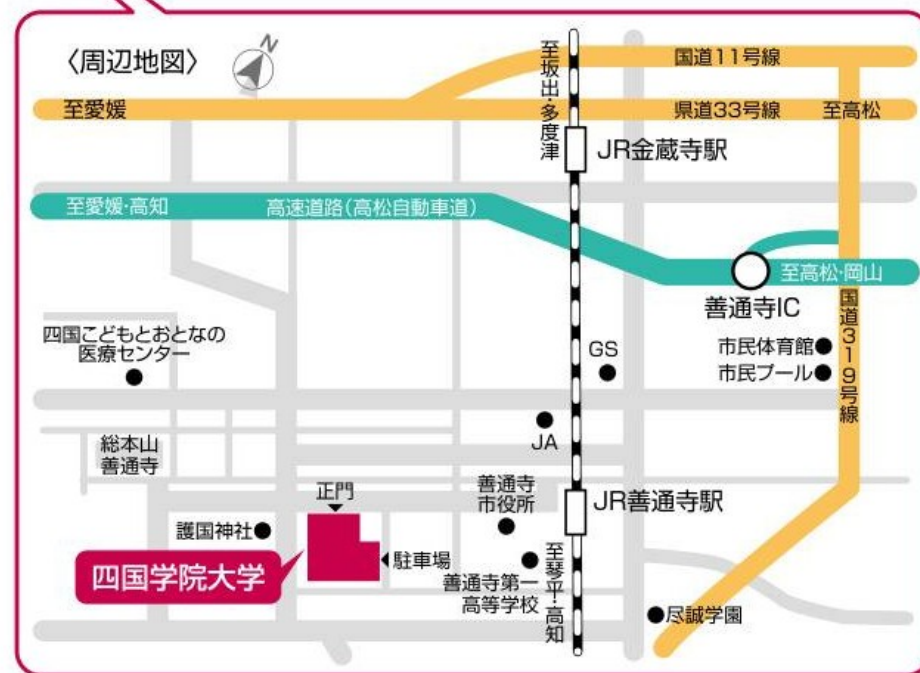 〈周辺地図〉
N
至坂出・多度津
国道11号線
至愛媛
県道33号線
至高松
JR金蔵寺駅
至愛媛・高知
高速道路(高松自動車道)
至高松・岡山
善通寺IC
国道319号線
四国こどもとおとなの
医療センター
GS
市民体育館
市民プール
JA
総本山
善通寺
正門
善通寺
市役所
JR善通寺駅
護国神社
駐車場
四国学院大学
善通寺第一
高等学校
至琴平・高知
尽誠学園